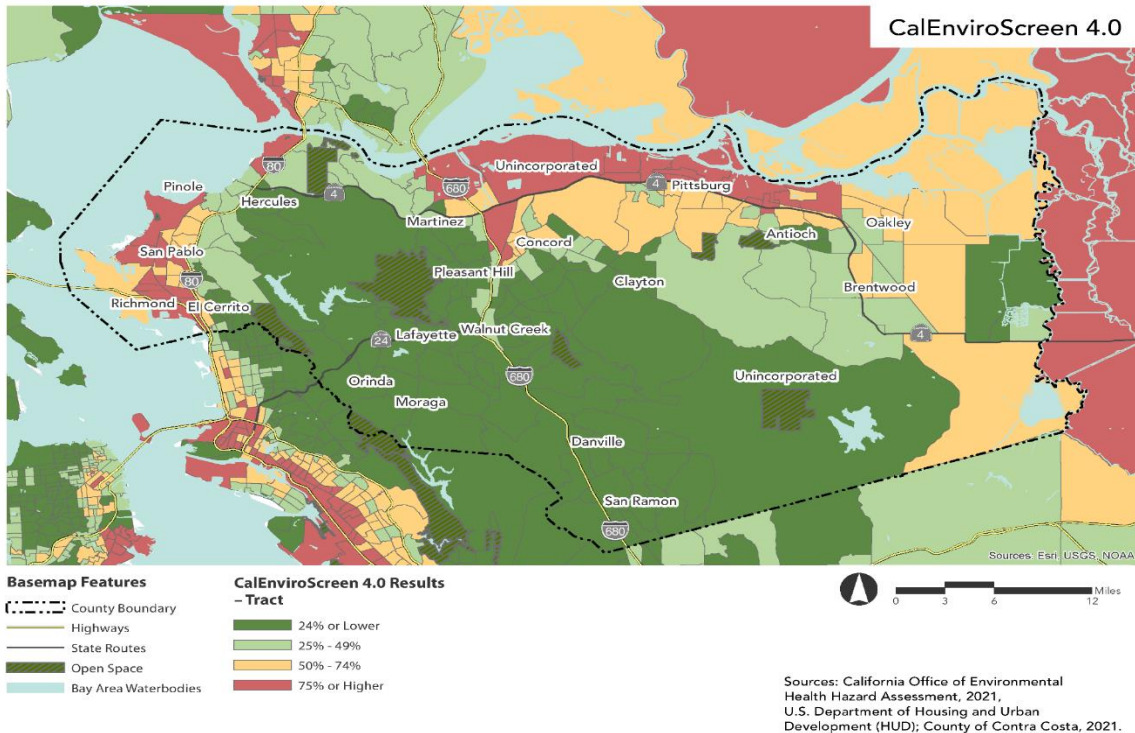 CalEnviroScreen 4.0
Unincorporated
80
Pinole
680
4
Pittsburg
Hercules
4
Martinez
Oakley
Concord
Antioch
San Pablo
Pleasant Hill
80
Clayton
Brentwood
Richmond
El Cerrito
Walnut Creek
4
Lafayette
24
680
Orinda
Unincorporated
Moraga
Danville
San Ramon
680
Sources: Esri, USGS, NOAA
Basemap Features
County Boundary
Highways
State Routes
Open Space
Bay Area Waterbodies
CalEnviroScreen 4.0 Results
– Tract
24% or Lower
25% - 49%
50% - 74%
75% or Higher
0 3 6 12 Miles
Sources: California Office of Environmental
Health Hazard Assessment, 2021,
U.S. Department of Housing and Urban
Development (HUD); County of Contra Costa, 2021.